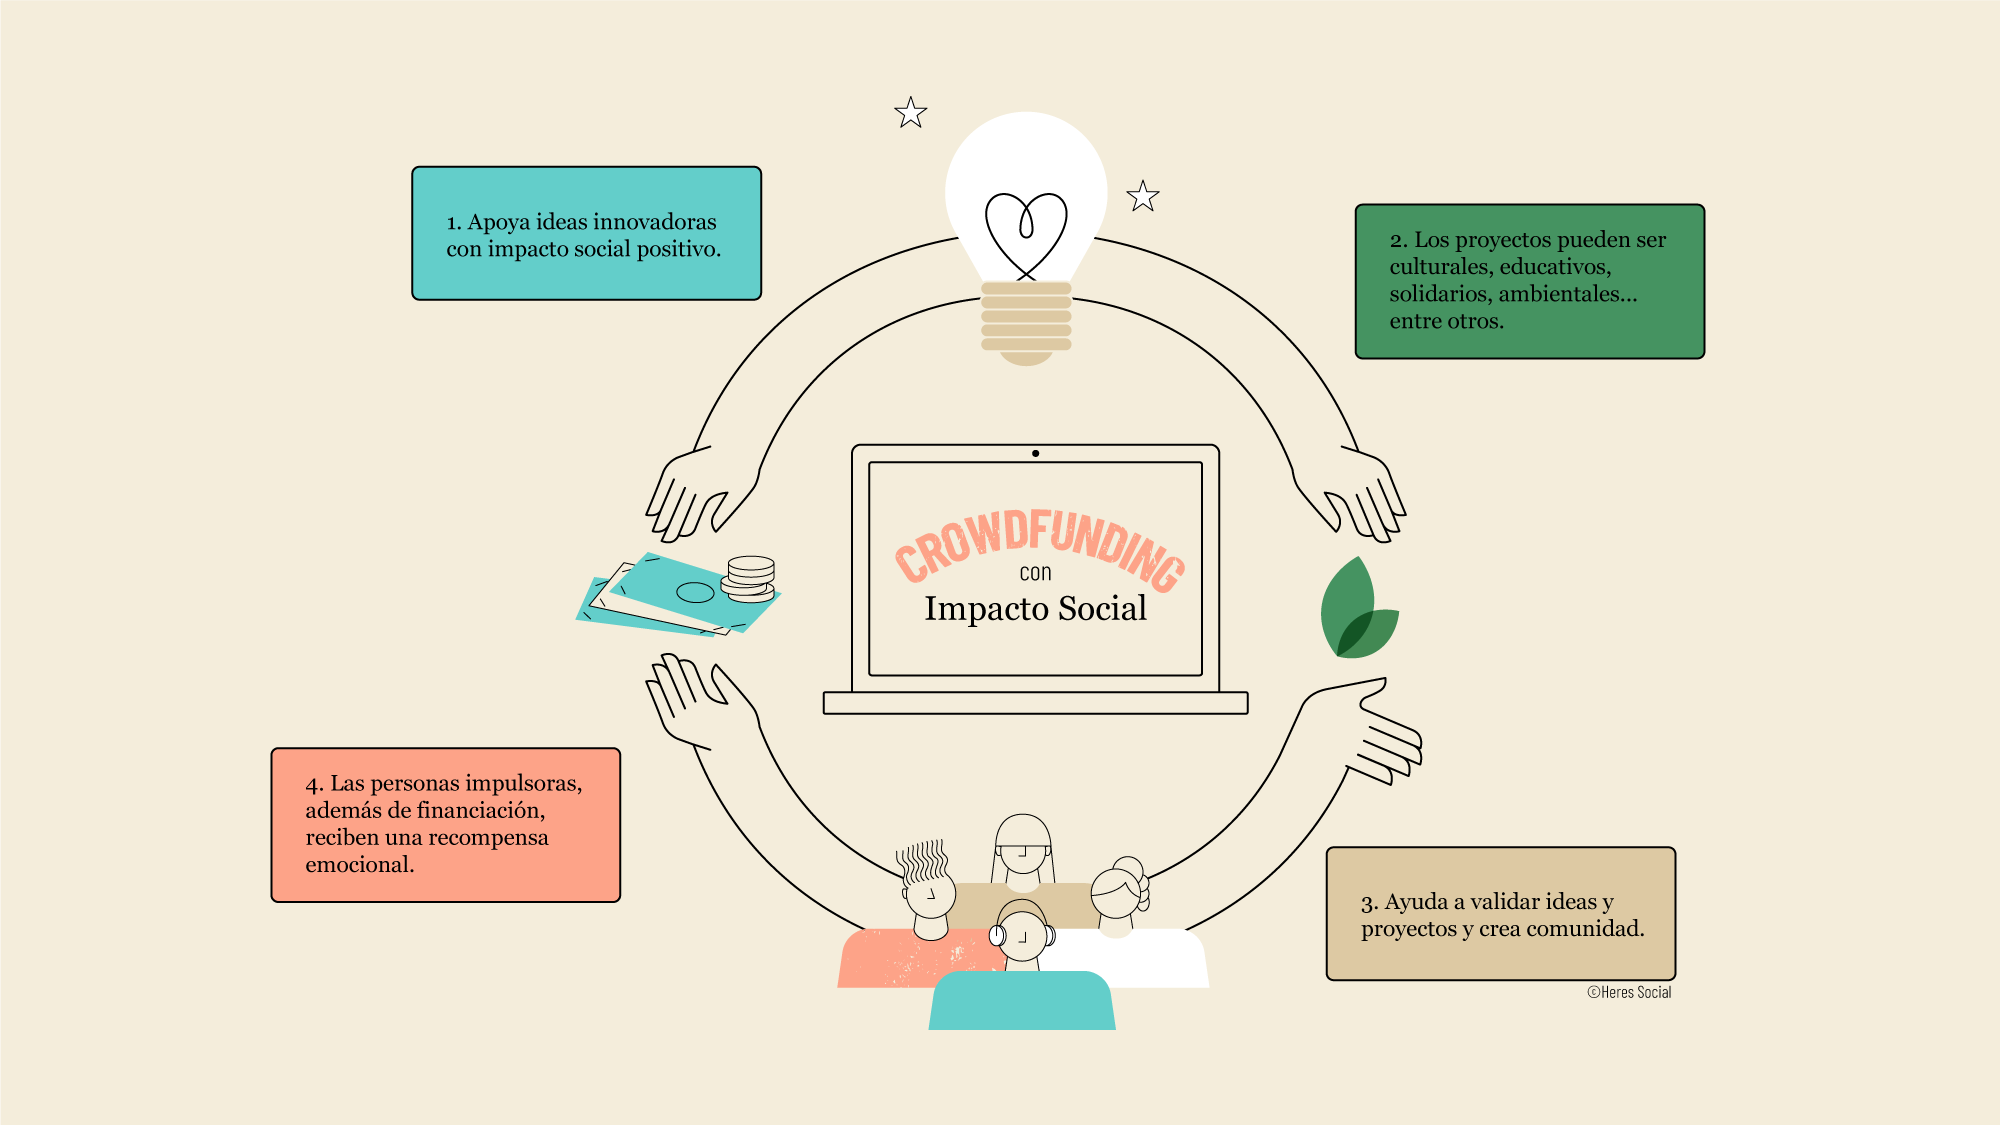 1. Apoya ideas innovadoras
con impacto social positivo.
2. Los proyectos pueden ser
culturales, educativos,
solidarios, ambientales...
entre otros.
CROWDFUNDING
con
Impacto Social
4. Las personas impulsoras,
además de financiación,
reciben una recompensa
emocional.
3. Ayuda a validar ideas y
proyectos y crea comunidad.
©Heres Social